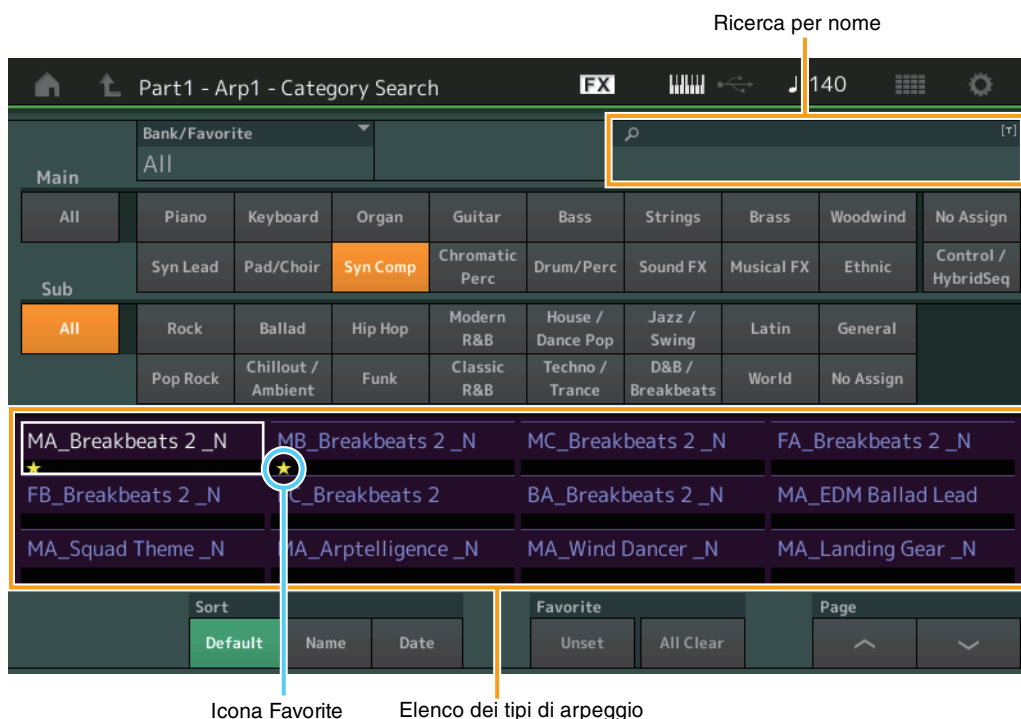 Ricerca per nome
Part1 - Arp1 - Category Search
FX
140
Bank/Favorite
All
[T]
Main
All
Piano
Keyboard
Organ
Guitar
Bass
Strings
Brass
Woodwind
No Assign
Syn Lead
Pad/Choir
Syn Comp
Chromatic
Perc
Drum/Perc
Sound FX
Musical FX
Ethnic
Control /
HybridSeq
Sub
All
Rock
Ballad
Hip Hop
Modern
R&B
House /
Dance Pop
Jazz /
Swing
Latin
General
Pop Rock
Chillout /
Ambient
Funk
Classic
R&B
Techno /
Trance
D&B /
Breakbeats
World
No Assign
MA_Breakbeats 2 _N
MB_Breakbeats 2 _N
MC_Breakbeats 2 _N
FA_Breakbeats 2 _N
FB_Breakbeats 2 _N
C_Breakbeats 2
BA_Breakbeats 2 _N
MA_EDM Ballad Lead
MA_Squad Theme _N
MA_Arptelligence _N
MA_Wind Dancer _N
MA_Landing Gear _N
Sort
Default
Name
Date
Favorite
Unset
All Clear
Page
Icona Favorite
Elenco dei tipi di arpeggio